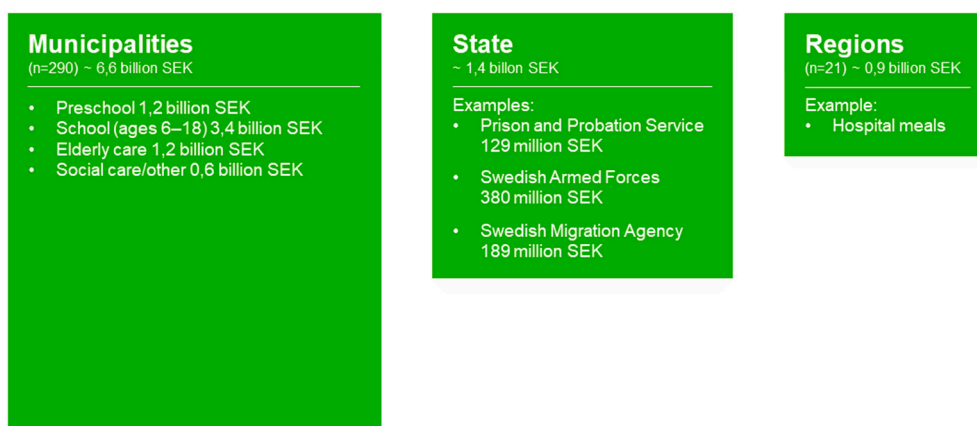 Municipalities
(n=290) ~ 6,6 billion SEK
• Preschool 1,2 billion SEK
• School (ages 6–18) 3,4 billion SEK
• Elderly care 1,2 billion SEK
• Social care/other 0,6 billion SEK
State
~ 1,4 billon SEK
Examples:
• Prison and Probation Service
129 million SEK
• Swedish Armed Forces
380 million SEK
• Swedish Migration Agency
189 million SEK
Regions
(n=21) ~ 0,9 billion SEK
Example:
• Hospital meals